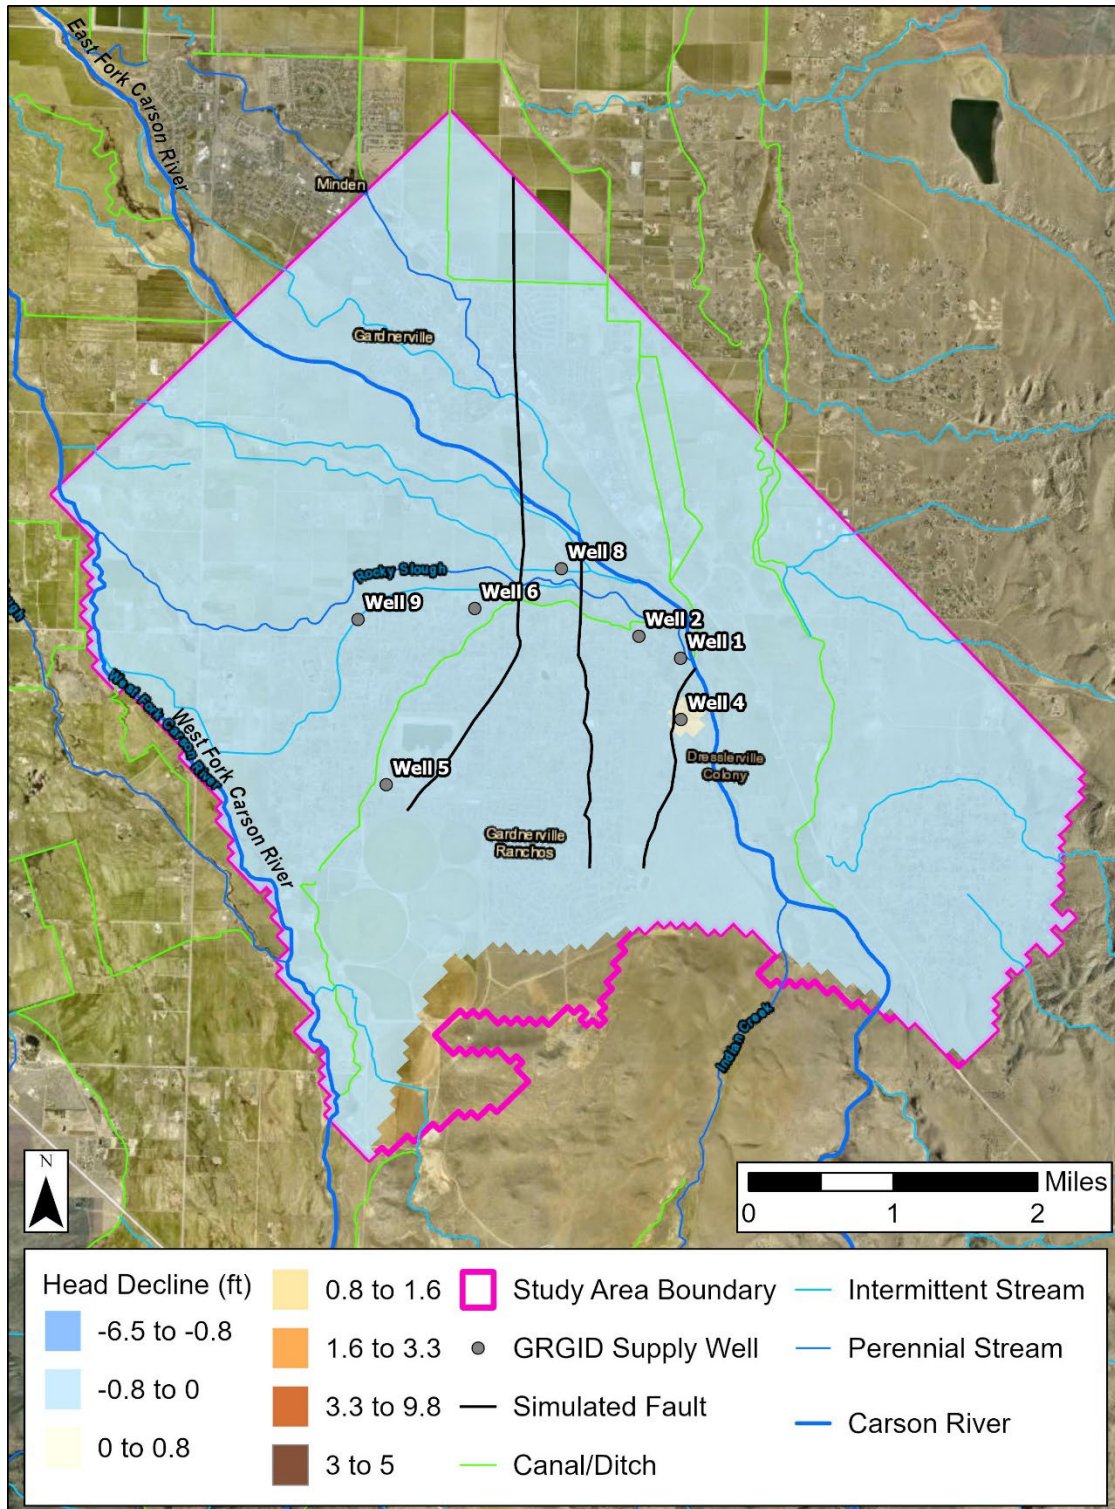 East Fork Carson River
Minden
Gardnerville
Well 8
Rocky Slough
Well 6
Well 9
Well 2
Well 1
ugh
West Fork Carson River
West Fork Carson River
Well 4
Dresslerville
Colony
Well 5
Gardnerville
Ranchos
Indian Creek
N
Miles
0 1 2
Head Decline (ft)
-6.5 to -0.8
-0.8 to 0
0 to 0.8
0.8 to 1.6
1.6 to 3.3
3.3 to 9.8
3 to 5
Study Area Boundary
GRGID Supply Well
Simulated Fault
Canal/Ditch
Intermittent Stream
Perennial Stream
Carson River